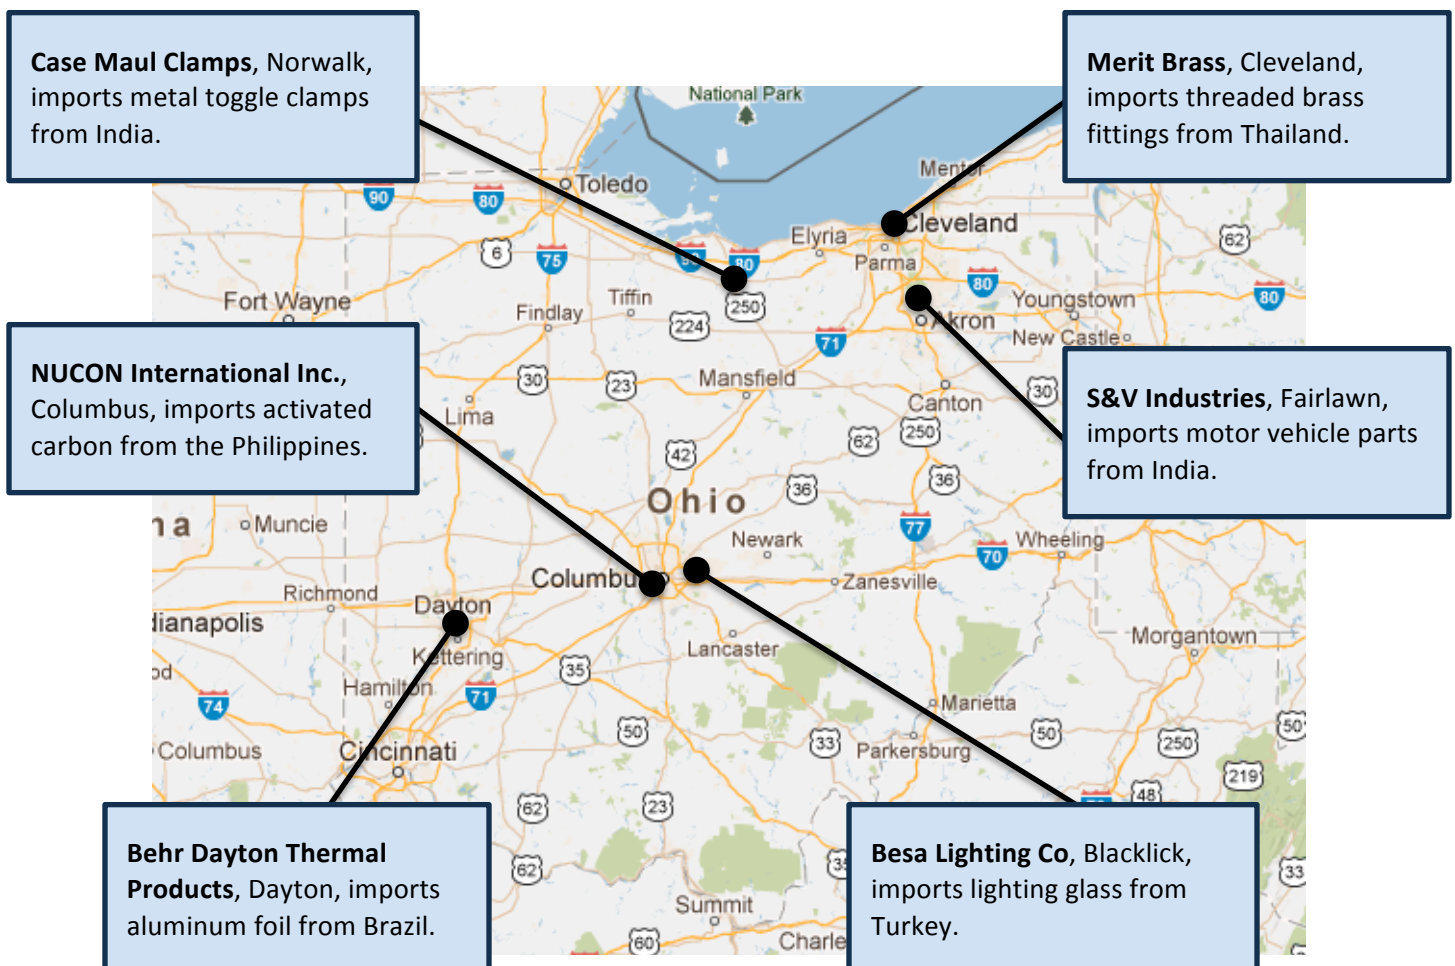 Case Maul Clamps, Norwalk,
imports metal toggle clamps
from India.
Merit Brass, Cleveland,
imports threaded brass
fittings from Thailand.
National Park
Mentor
90
80
Toledo
Cleveland
Elyria
62
6
75
80
Parma
80
Fort Wayne
Tiffin
250
Youngstown
80
Findlay
224
Akron
71
New Castle
NUCON International Inc.,
Columbus, imports activated
carbon from the Philippines.
30
23
Mansfield
30
Lima
Canton
S&V Industries, Fairlawn,
imports motor vehicle parts
from India.
62
250
42
Ohio
36
36
na
Muncie
77
Newark
70
Wheeling
Columbu
Zanesville
Richmond
Dayton
dianapolis
Morgantown
Kettering
35
Lancaster
od
Hamilton
71
74
Marietta
50
50
50
Columbus
Cincinnati
33
Parkersburg
250
219
62
23
48
Behr Dayton Thermal
Products, Dayton, imports
aluminum foil from Brazil.
Besa Lighting Co, Blacklick,
imports lighting glass from
Turkey.
62
33
Summit
60
Charle